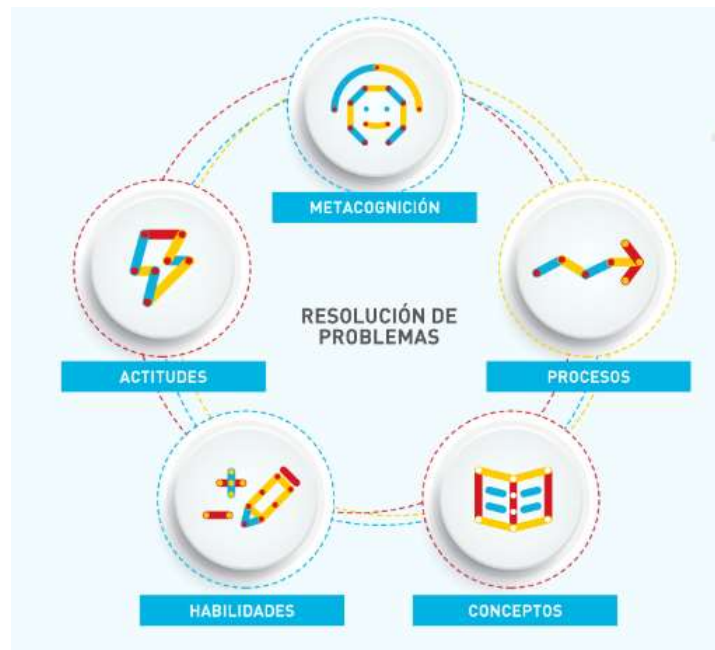 METACOGNICIÓN
RESOLUCIÓN DE
PROBLEMAS
ACTITUDES
PROCESOS
HABILIDADES
CONCEPTOS